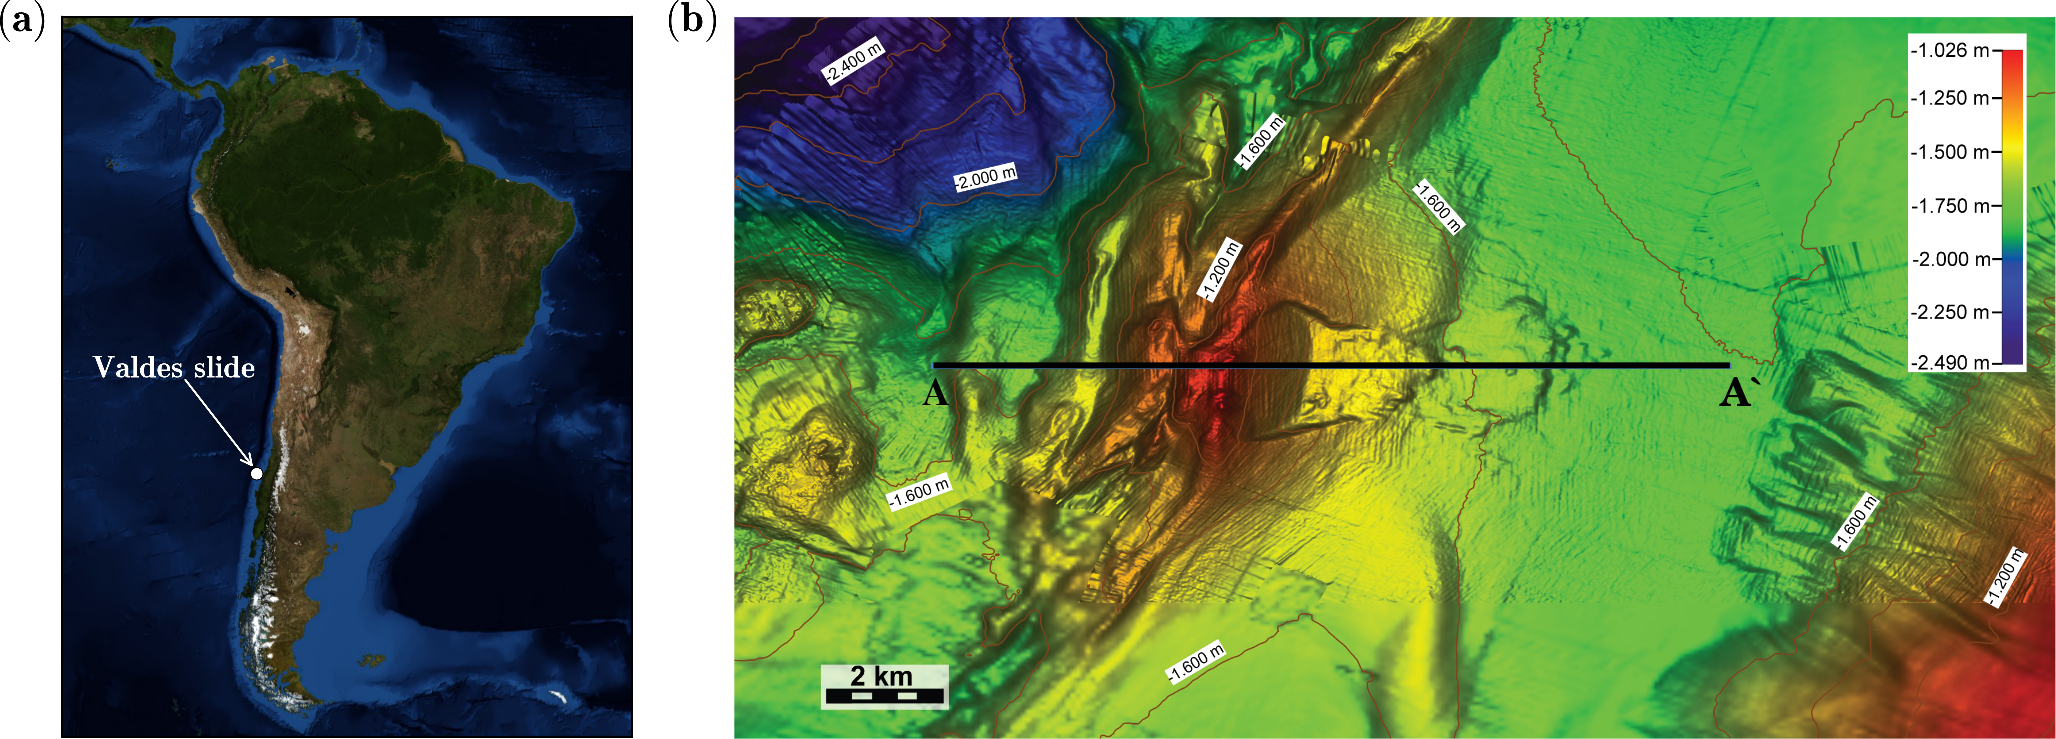 (a)
Valdes slide
(b)
-2.400 m
-2.000 m
-1.600 m
-1.600 m
-1.200 m
A
A`
-1.600 m
-1.600 m
-1.200 m
-1.600 m
2 km
-1.026 m
-1.250 m
-1.500 m
-1.750 m
-2.000 m
-2.250 m
-2.490 m